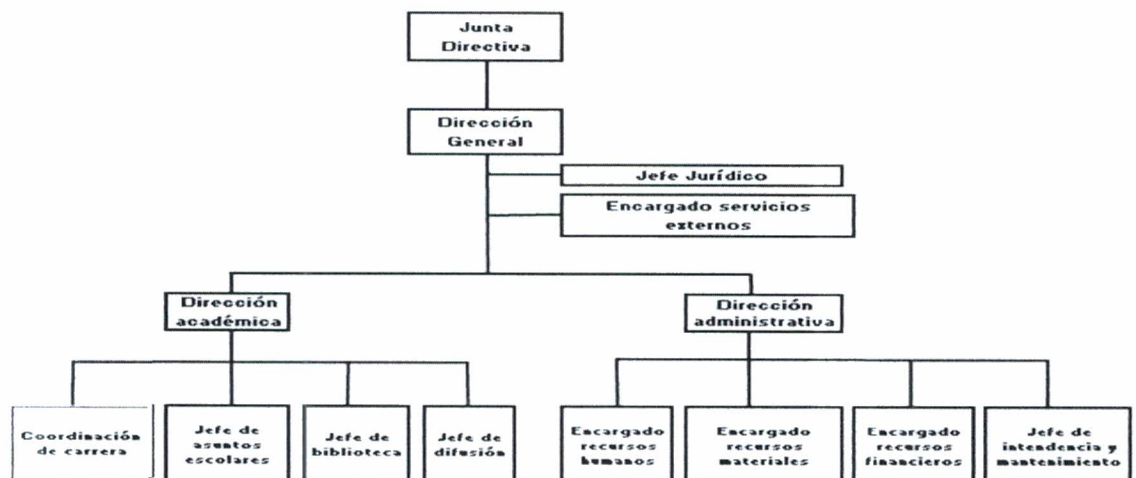 Junta
Directiva
Dirección
General
Jefe Jurídico
Encargado servicios
externos
Dirección
académica
Dirección
administrativa
Coordinación
de carrera
Jefe de
asuntos
escolares
Jefe de
biblioteca
Jefe de
difusión
Encargado
recursos
humanos
Encargado
recursos
materiales
Encargado
recursos
financieros
Jefe de
intendencia y
mantenimiento